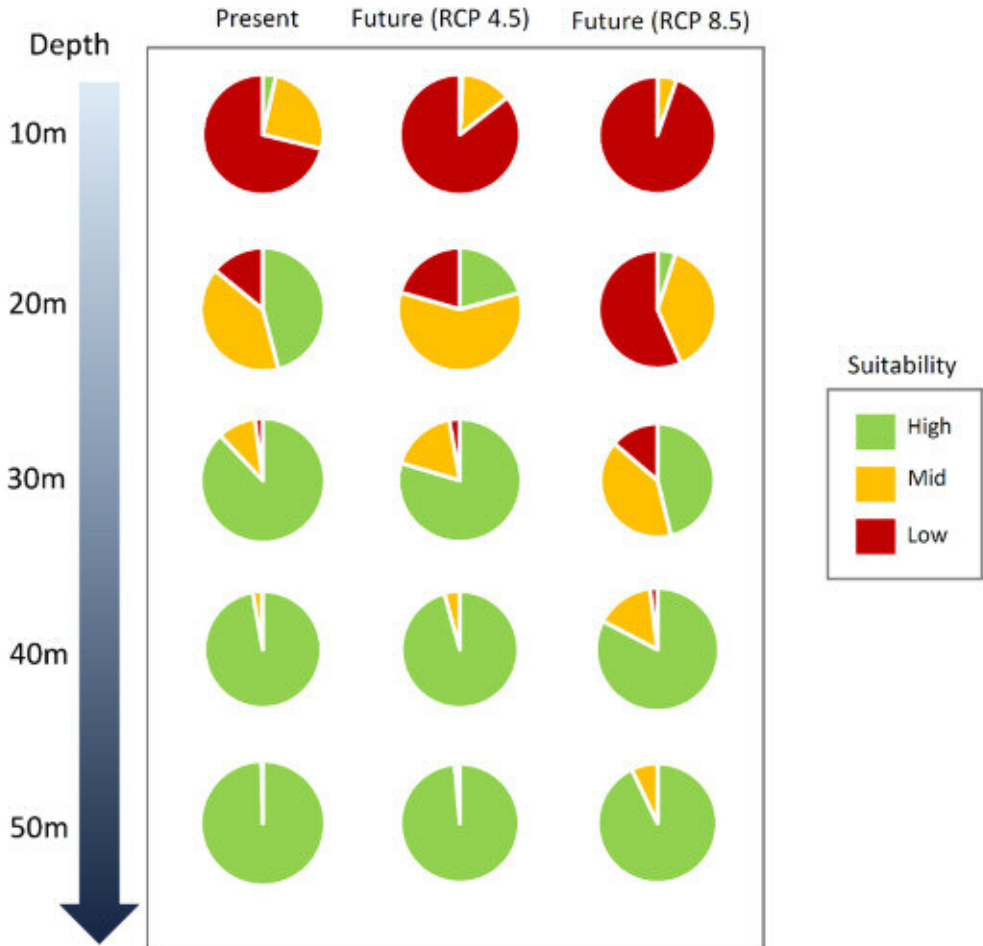 Present Future (RCP 4.5) Future (RCP 8.5)
Depth
10m
20m
30m
40m
50m
Suitability
High
Mid
Low